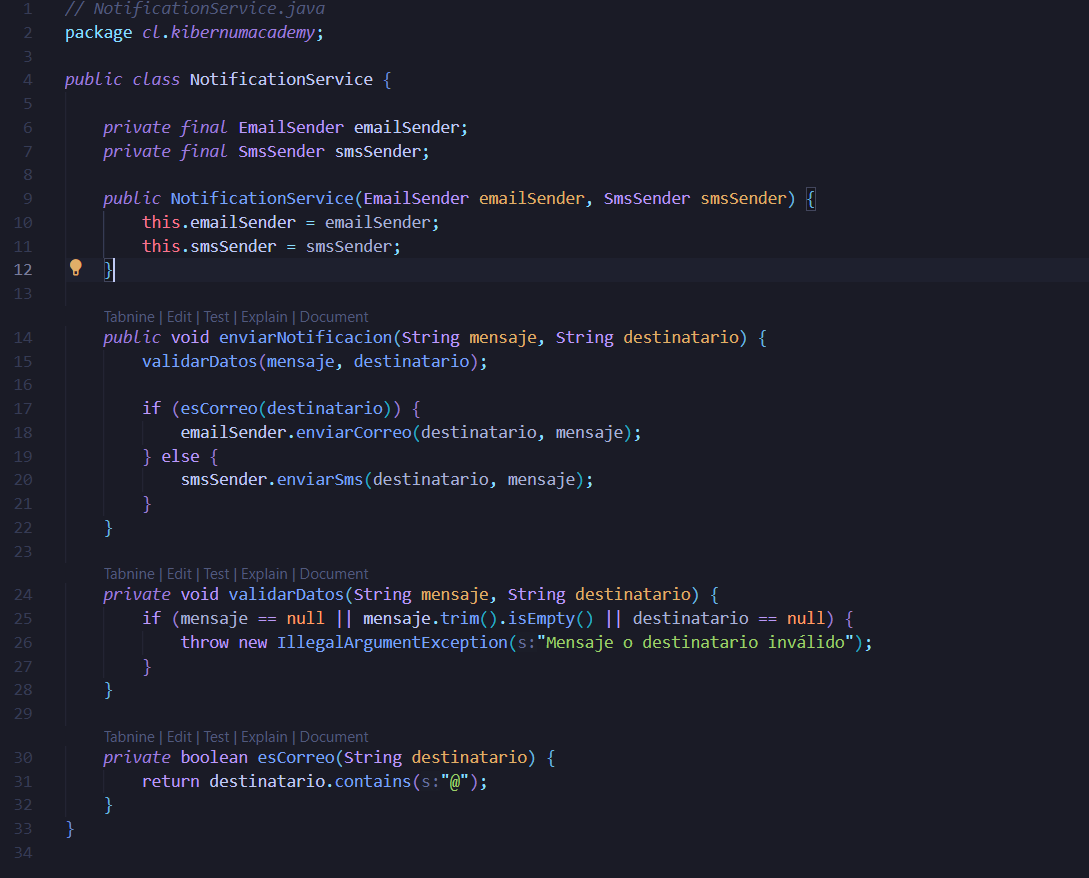 1 // NotificationService.java
2 package cl.kibernumacademy;
3
4 public class NotificationService {
5
6 private final EmailSender emailSender;
7 private final SmsSender smsSender;
8
9 public NotificationService(EmailSender emailSender, SmsSender smsSender) {
10 this.emailSender = emailSender;
11 this.smsSender = smsSender;
12 }
13
Tabnine | Edit | Test | Explain | Document
14 public void enviarNotificacion(String mensaje, String destinatario) {
15 validarDatos(mensaje, destinatario);
16
17 if (esCorreo(destinatario)) {
18 emailSender.enviarCorreo(destinatario, mensaje);
19 } else {
20 smsSender.enviarSms(destinatario, mensaje);
21 }
22 }
23
Tabnine | Edit | Test | Explain | Document
24 private void validarDatos(String mensaje, String destinatario) {
25 if (mensaje == null || mensaje.trim().isEmpty() || destinatario == null) {
26 throw new IllegalArgumentException(s:"Mensaje o destinatario inválido");
27 }
28 }
29
Tabnine | Edit | Test | Explain | Document
30 private boolean esCorreo(String destinatario) {
31 return destinatario.contains(s:"@");
32 }
33 }
34